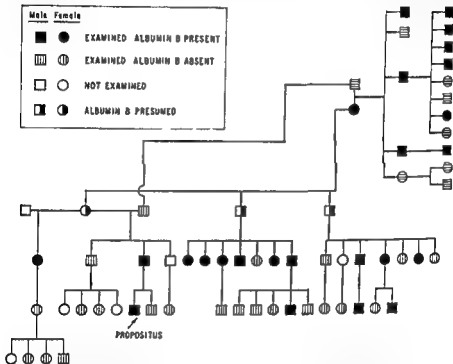 Male Female
EXAMINED ALBUMIN B PRESENT
EXAMINED ALBUMIN B ABSENT
NOT EXAMINED
ALBUMIN B PRESUMED
PROPOSITUS